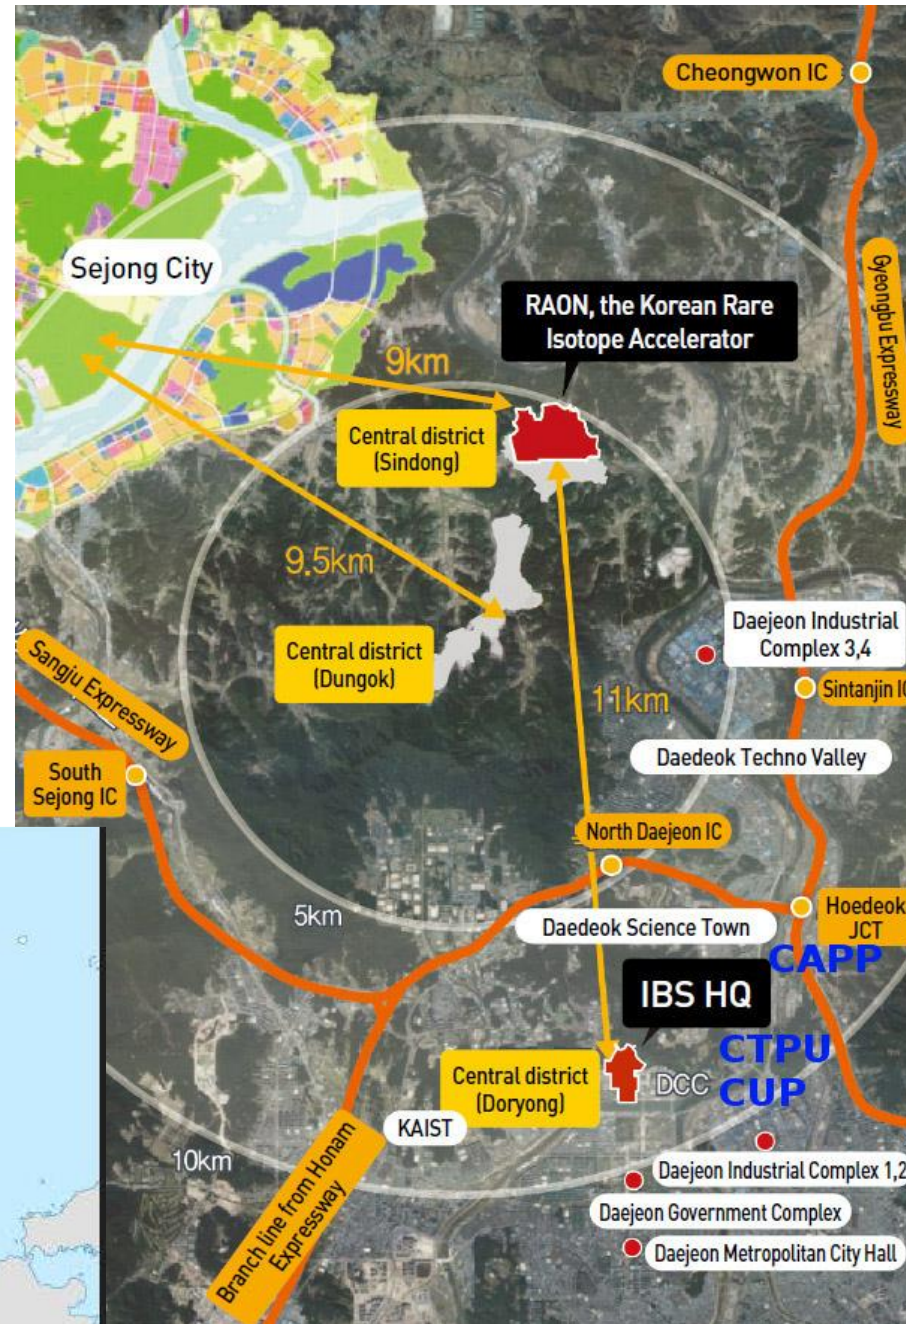 Cheongwon IC
Gyeongbu Expressway
Sejong City
RAON, the Korean Rare
Isotope Accelerator
9km
Central district
(Sindong)
9.5km
Central district
(Dungok)
Daejeon Industrial
Complex 3,4
Sintanjin IC
11km
Sangju Expressway
Daedeok Techno Valley
South
Sejong IC
North Daejeon IC
5km
Daedeok Science Town
Hoedeok
JCT
CAPP
IBS HQ
CTPU
CUP
Central district
(Doryong)
DCC
KAIST
10km
Daejeon Industrial Complex 1,2
Branch line from Honam
Expressway
Daejeon Government Complex
Daejeon Metropolitan City Hall